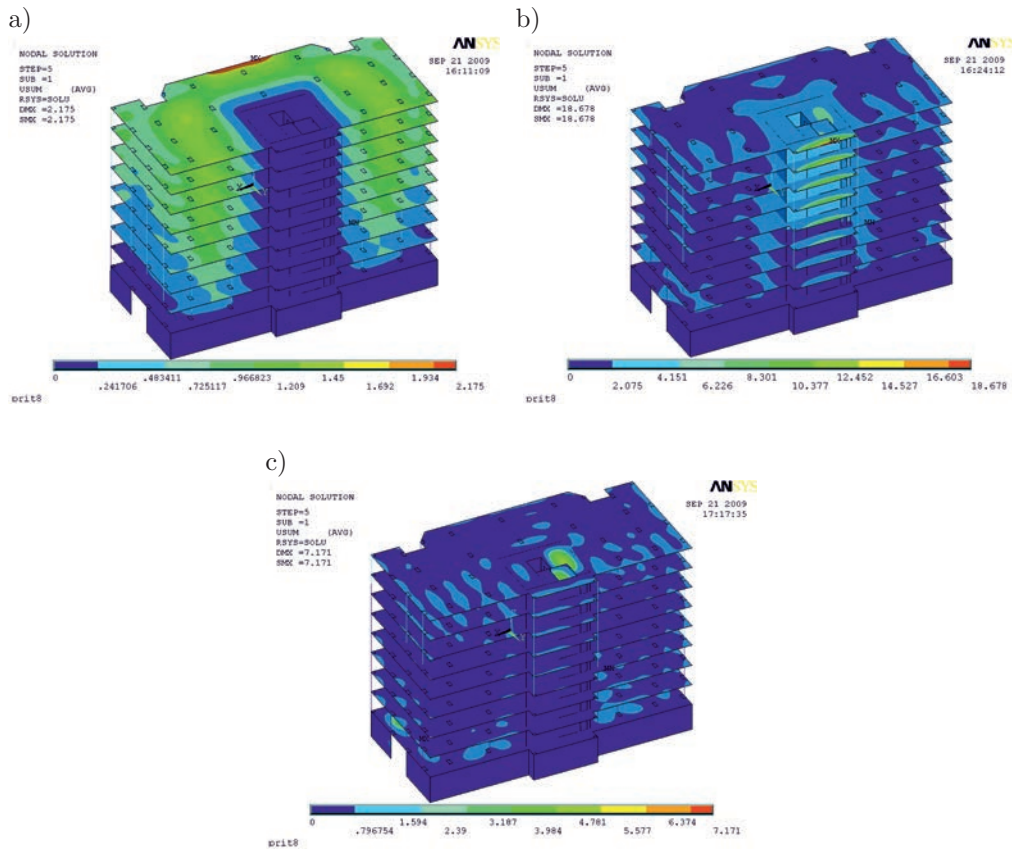 a)
NODAL SOLUTION
STEP=5
SUB =1
USUM (AVG)
RSYS=SOLU
DMX =2.175
SMX =2.175
ANSYS
SEP 21 2009
16:11:09
MX
X
MN
0 .241706 .483411 .725117 .966823 1.209 1.45 1.692 1.934 2.175
prit8
b)
NODAL SOLUTION
STEP=5
SUB =1
USUM (AVG)
RSYS=SOLU
DMX =18.678
SMX =18.678
ANSYS
SEP 21 2009
16:24:12
MX
X
MN
0 2.075 4.151 6.226 8.301 10.377 12.452 14.527 16.603 18.678
prit8
c)
NODAL SOLUTION
STEP=5
SUB =1
USUM (AVG)
RSYS=SOLU
DMX =7.171
SMX =7.171
ANSYS
SEP 21 2009
17:17:35
MN
MX
0 .796754 1.594 2.39 3.187 3.984 4.781 5.577 6.374 7.171
prit8